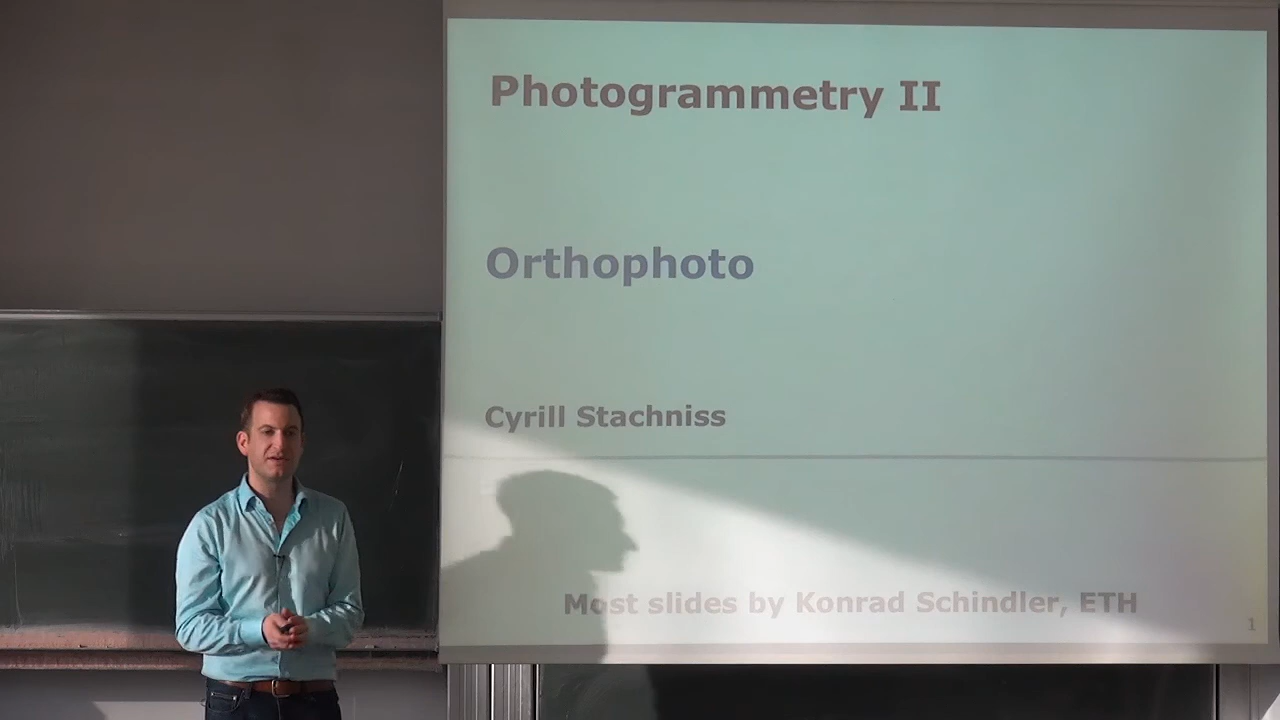 Photogrammetry II
Orthophoto
Cyrill Stachniss
Most slides by Konrad Schindler, ETH
1